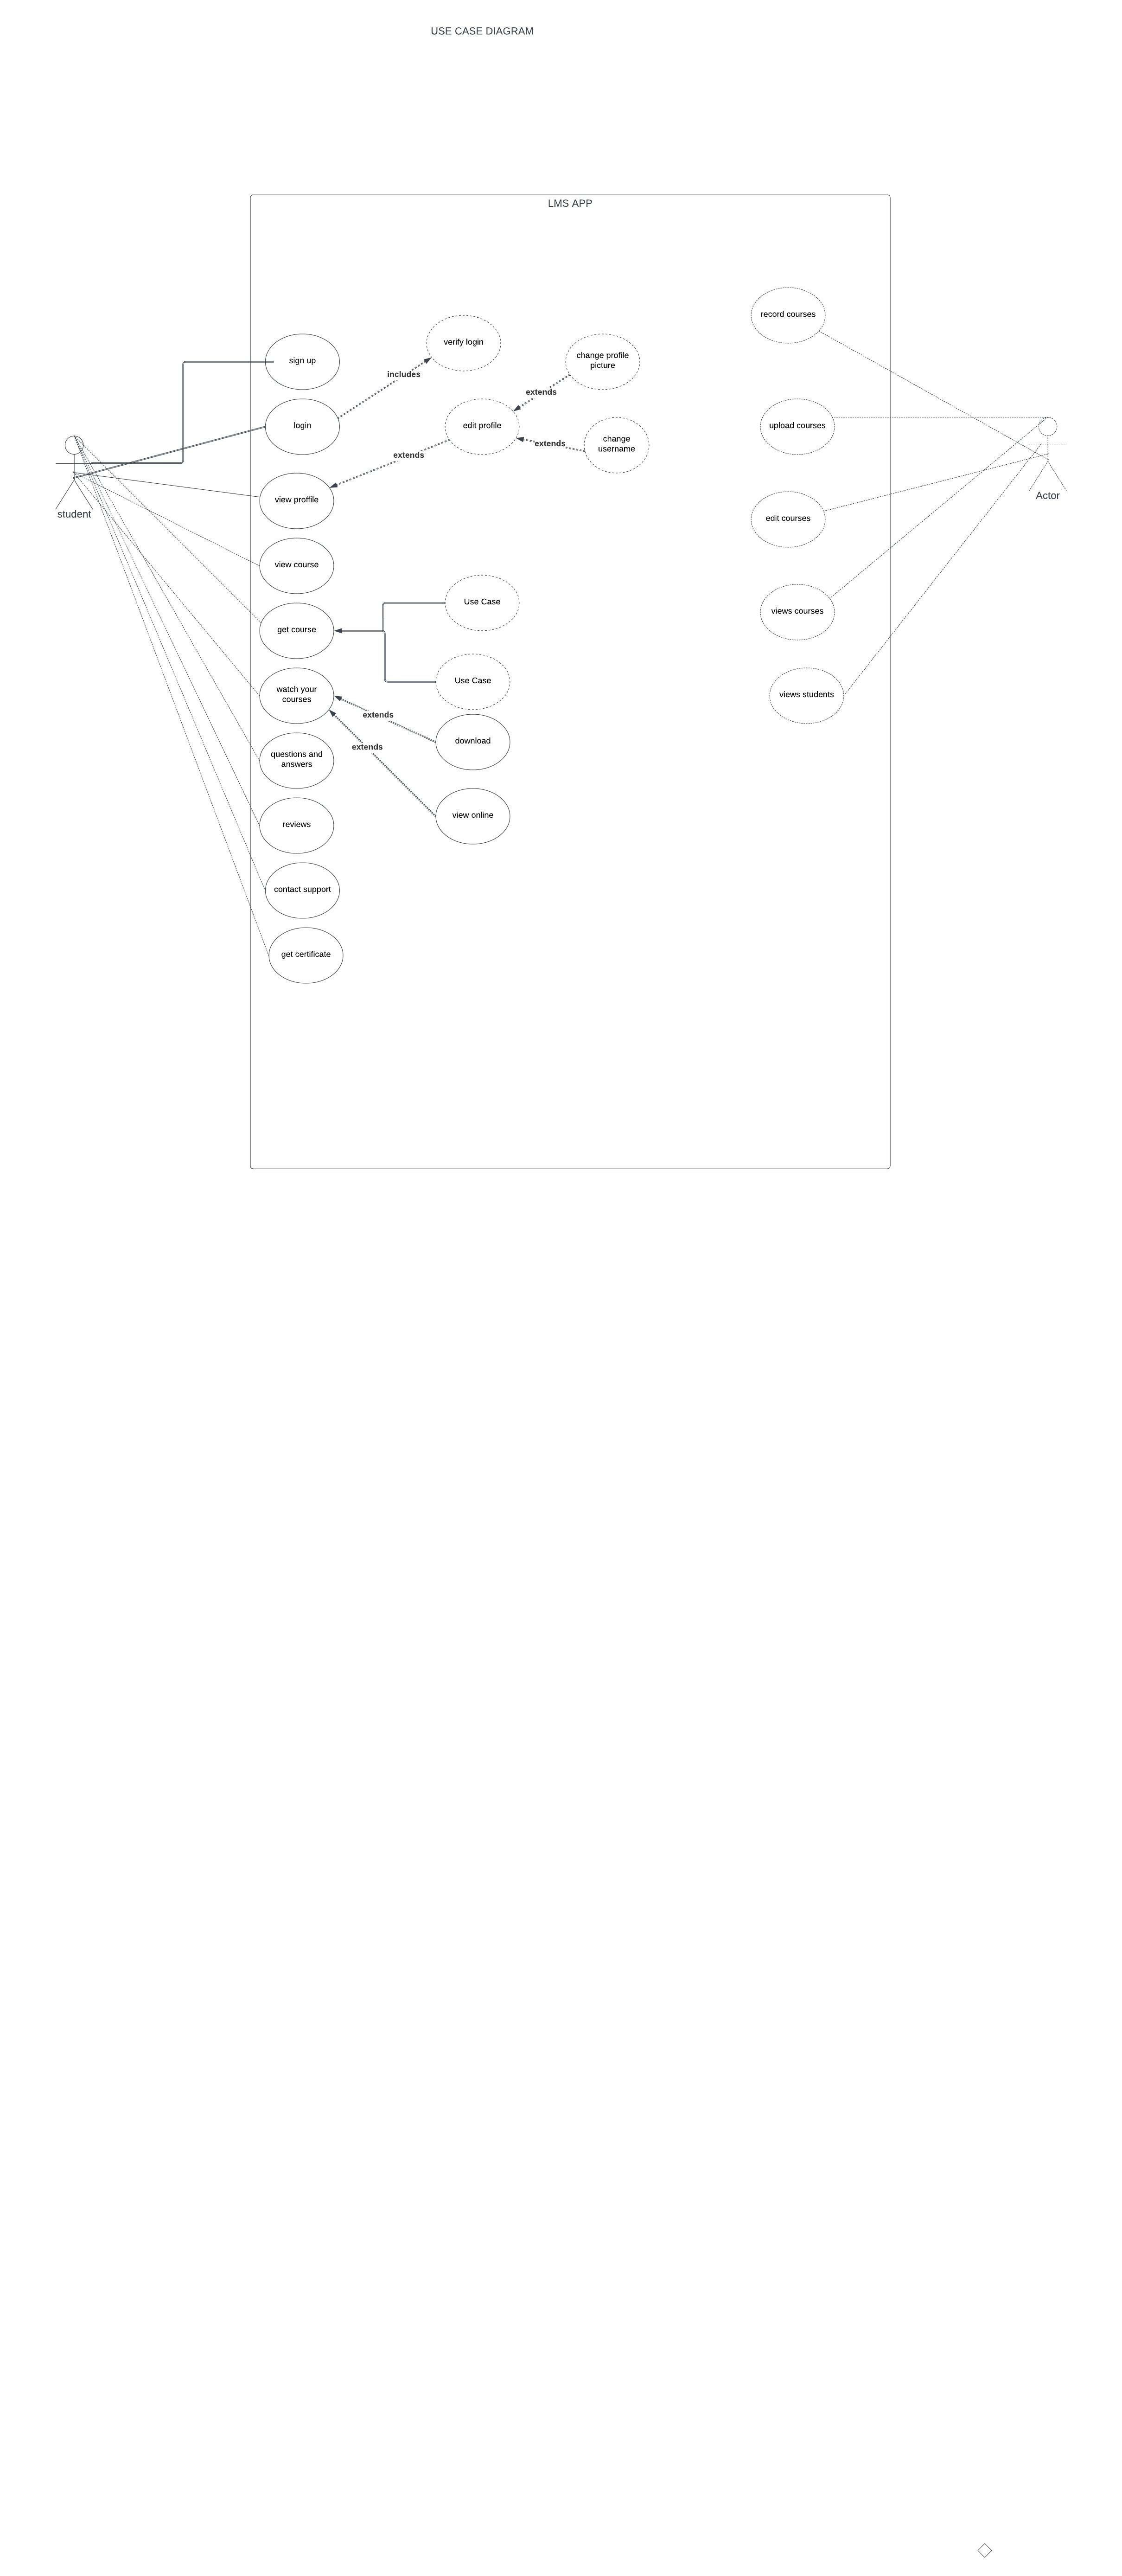 USE CASE DIAGRAM
LMS APP
record courses
verify login
sign up
change profile
picture
includes
extends
login
edit profile
upload courses
change
username
extends
extends
view proffile
Actor
student
edit courses
view course
Use Case
get course
views courses
Use Case
watch your
courses
views students
extends
download
extends
questions and
answers
view online
reviews
contact support
get certificate